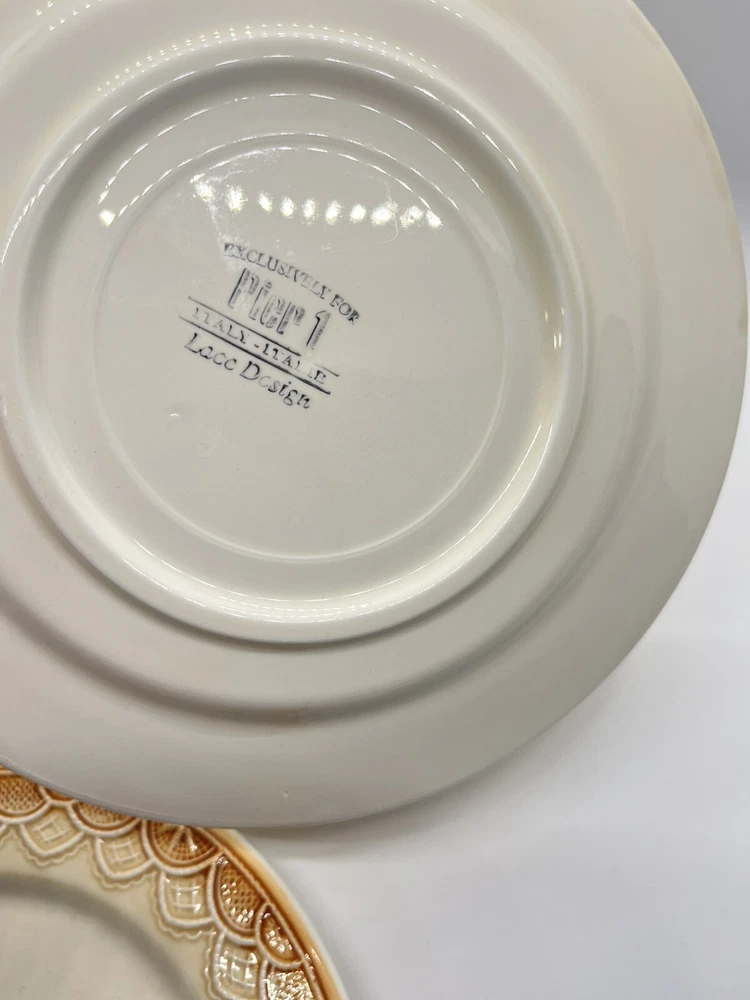 EXCLUSIVELY FOR
Pier 1
ITALY - ITALIE
Lace Design